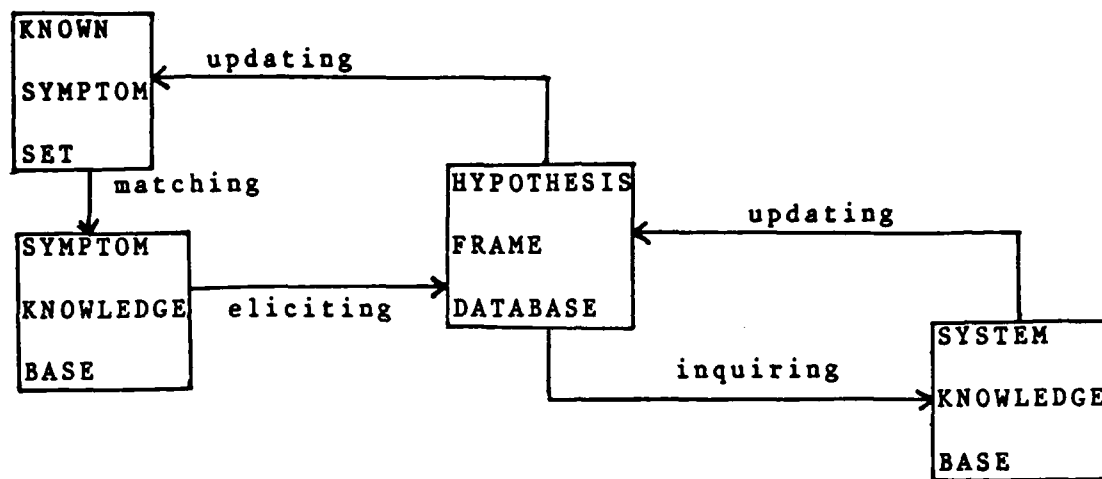 KNOWN
SYMPTOM
SET
updating
matching
SYMPTOM
KNOWLEDGE
BASE
eliciting
HYPOTHESIS
FRAME
DATABASE
updating
inquiring
SYSTEM
KNOWLEDGE
BASE